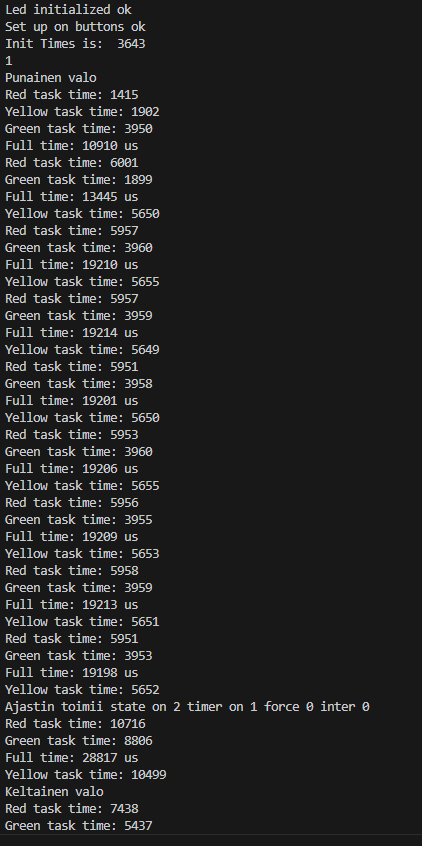 Led initialized ok
Set up on buttons ok
Init Times is:  3643
1
Punainen valo
Red task time: 1415
Yellow task time: 1902
Green task time: 3950
Full time: 10910 us
Red task time: 6001
Green task time: 1899
Full time: 13445 us
Yellow task time: 5650
Red task time: 5957
Green task time: 3960
Full time: 19210 us
Yellow task time: 5655
Red task time: 5957
Green task time: 3959
Full time: 19214 us
Yellow task time: 5649
Red task time: 5951
Green task time: 3958
Full time: 19201 us
Yellow task time: 5650
Red task time: 5953
Green task time: 3960
Full time: 19206 us
Yellow task time: 5655
Red task time: 5956
Green task time: 3955
Full time: 19209 us
Yellow task time: 5653
Red task time: 5958
Green task time: 3959
Full time: 19213 us
Yellow task time: 5651
Red task time: 5951
Green task time: 3953
Full time: 19198 us
Yellow task time: 5652
Ajastin toimii state on 2 timer on 1 force 0 inter 0
Red task time: 10716
Green task time: 8806
Full time: 28817 us
Yellow task time: 10499
Keltainen valo
Red task time: 7438
Green task time: 5437